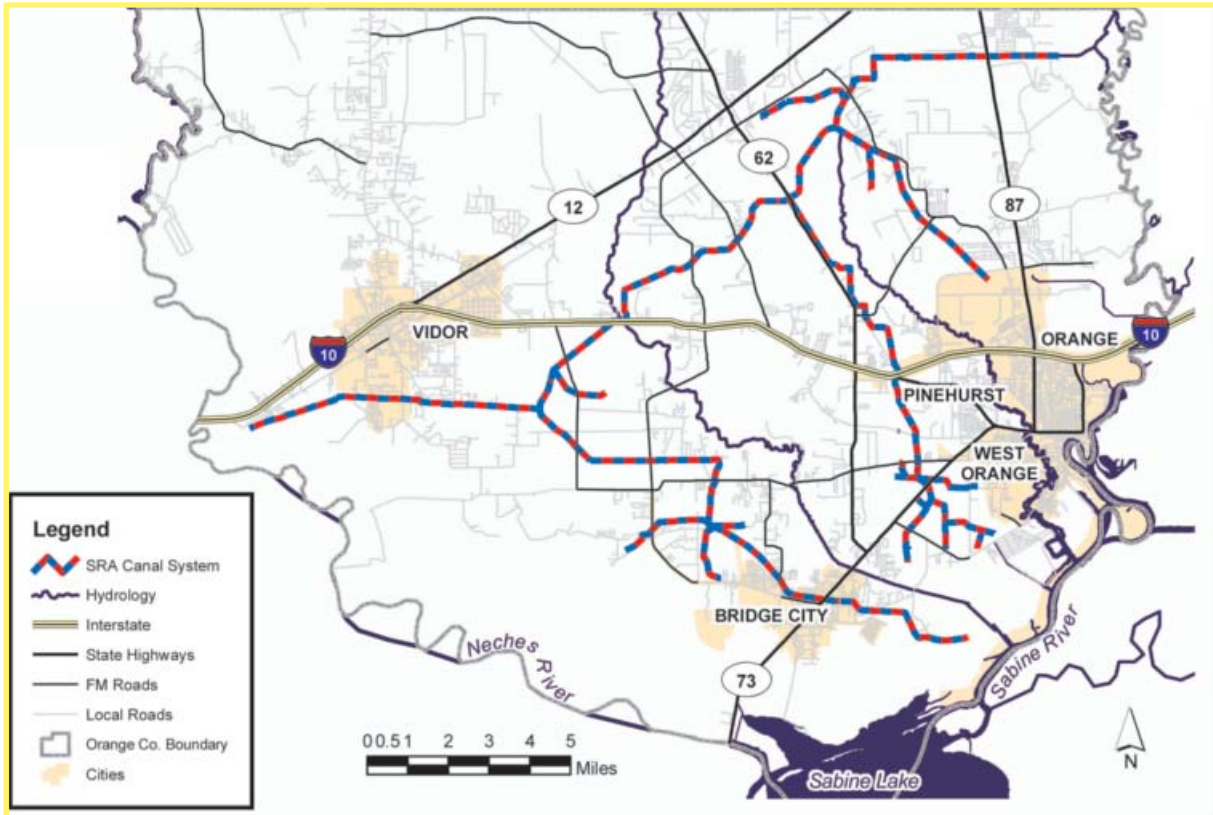 62
12
87
VIDOR
10
ORANGE
10
PINEHURST
WEST
ORANGE
BRIDGE CITY
Neches
River
73
Sabine River
Sabine Lake
Legend
SRA Canal System
Hydrology
Interstate
State Highways
FM Roads
Local Roads
Orange Co. Boundary
Cities
0 0.5 1 2 3 4 5
Miles
N